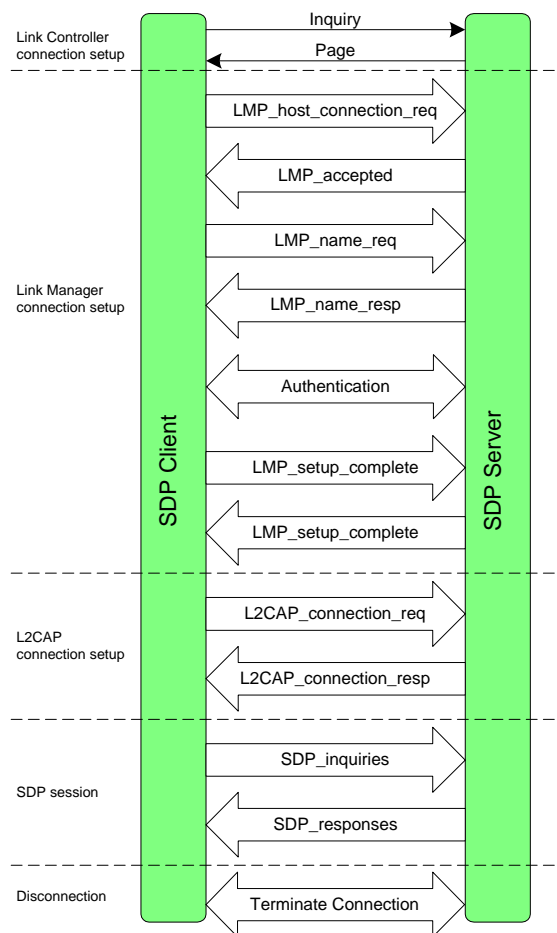 Inquiry
Link Controller
connection setup
Page
LMP_host_connection_req
LMP_accepted
LMP_name_req
Link Manager
connection setup
LMP_name_resp
Authentication
SDP Client
SDP Server
LMP_setup_complete
LMP_setup_complete
L2CAP_connection_req
L2CAP
connection setup
L2CAP_connection_resp
SDP_inquiries
SDP session
SDP_responses
Disconnection
Terminate Connection